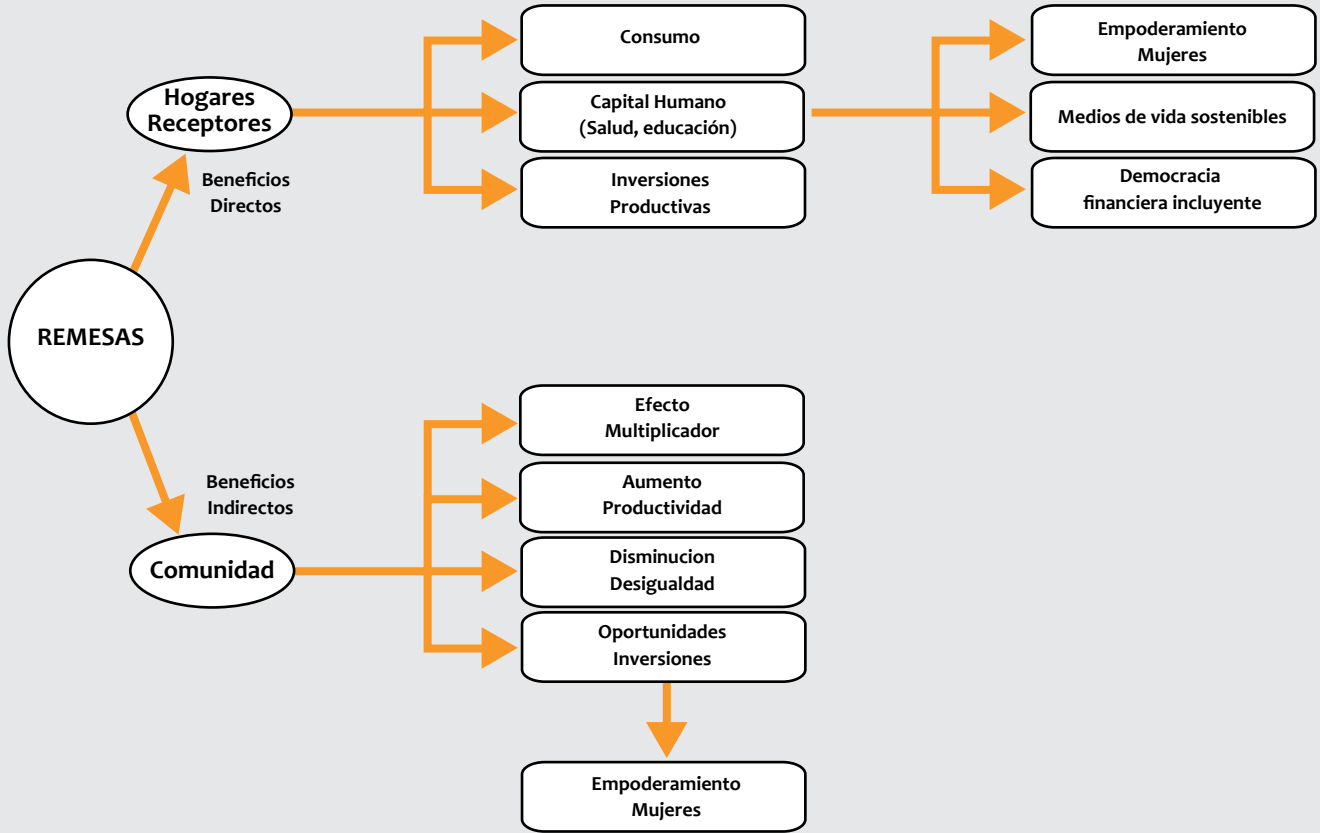 Hogares
Receptores
Beneficios
Directos
Consumo
Capital Humano
(Salud, educación)
Inversiones
Productivas
Empoderamiento
Mujeres
Medios de vida sostenibles
Democracia
financiera incluyente
REMESAS
Beneficios
Indirectos
Comunidad
Efecto
Multiplicador
Aumento
Productividad
Disminucion
Desigualdad
Oportunidades
Inversiones
Empoderamiento
Mujeres